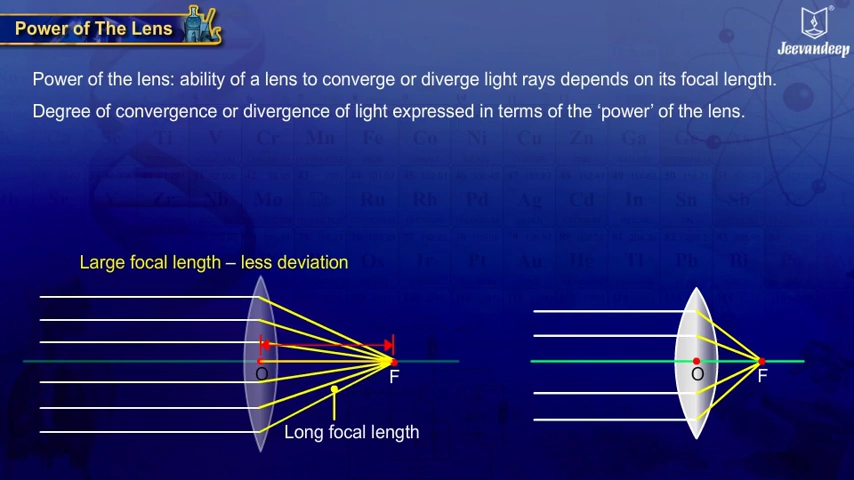 Power of The Lens
Jeevandeep
Power of the lens: ability of a lens to converge or diverge light rays depends on its focal length.
Degree of convergence or divergence of light expressed in terms of the ‘power’ of the lens.
Large focal length – less deviation
O
F
Long focal length
O
F